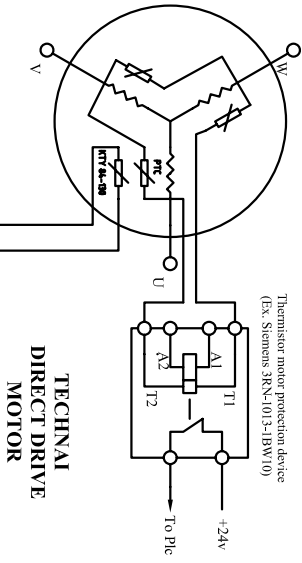 Thermistor motor protection device
(Ex. Siemens 3RN-1013-1BW10)
W
V
U
PTC
KTY 84-130
A1
A2
T1
T2
+24v
To Plc
TECHNAI
DIRECT DRIVE
MOTOR